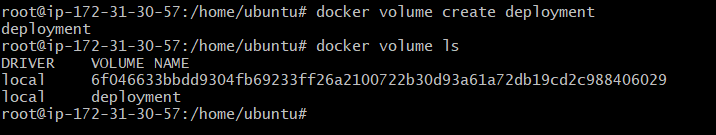 root@ip-172-31-30-57:/home/ubuntu# docker volume create deployment
deployment
root@ip-172-31-30-57:/home/ubuntu# docker volume ls
DRIVER    VOLUME NAME
local     6f046633bbdd9304fb69233ff26a2100722b30d93a61a72db19cd2c988406029
local     deployment
root@ip-172-31-30-57:/home/ubuntu#